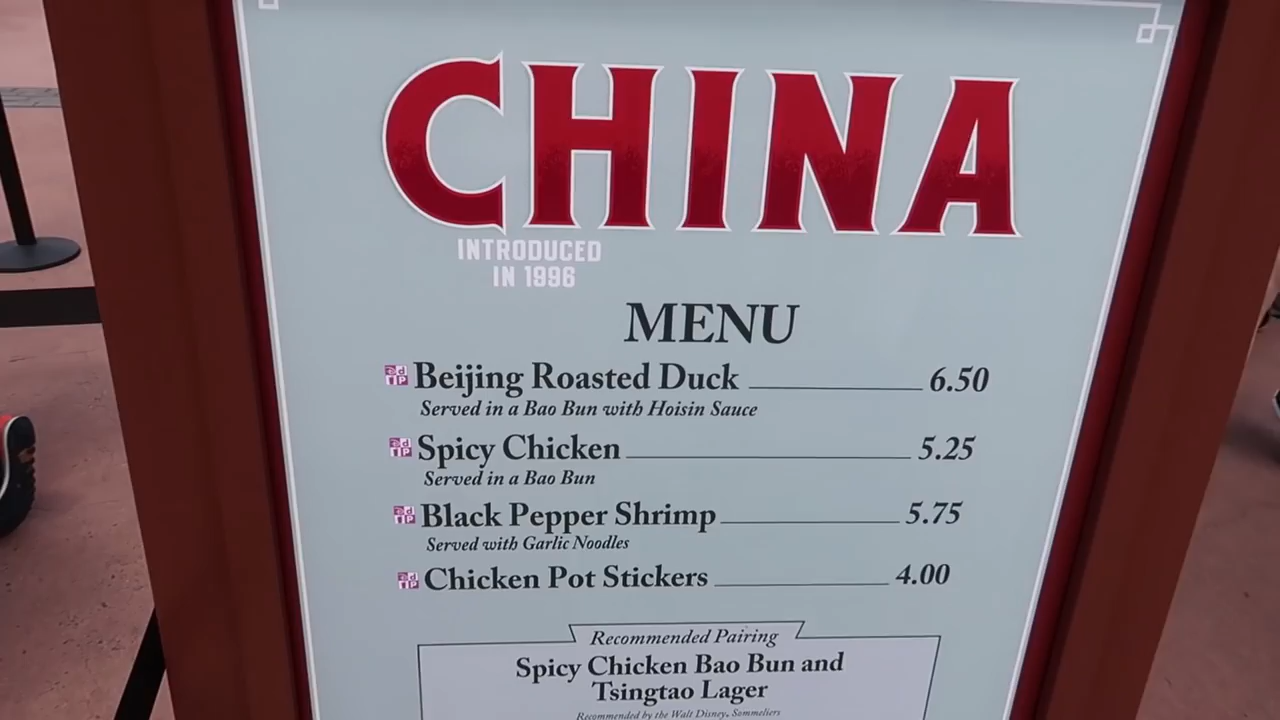 CHINA
INTRODUCED
IN 1996
MENU
Beijing Roasted Duck 6.50
Served in a Bao Bun with Hoisin Sauce
Spicy Chicken 5.25
Served in a Bao Bun
Black Pepper Shrimp 5.75
Served with Garlic Noodles
Chicken Pot Stickers 4.00
Recommended Pairing
Spicy Chicken Bao Bun and
Tsingtao Lager
Recommended by the Walt Disney. Sommeliers